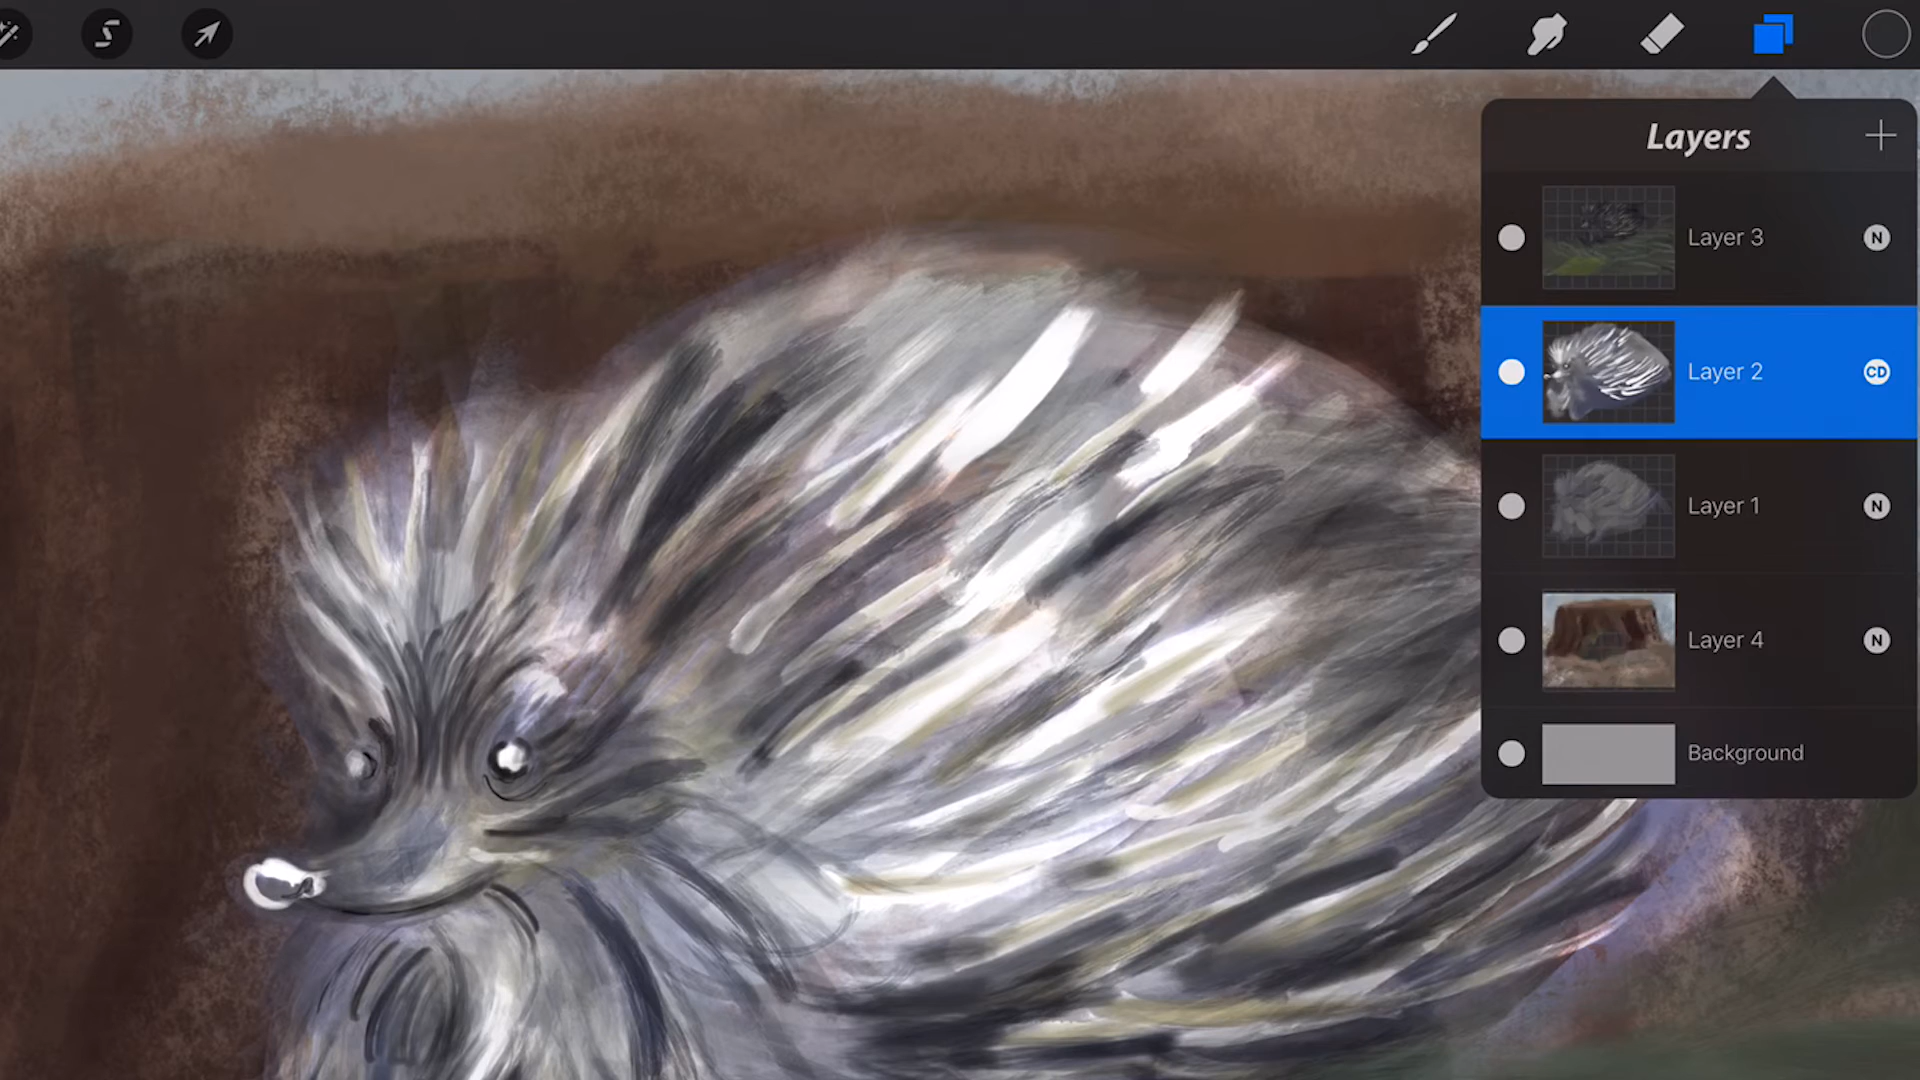 Layers
Layer 3
N
Layer 2
CD
Layer 1
N
Layer 4
N
Background